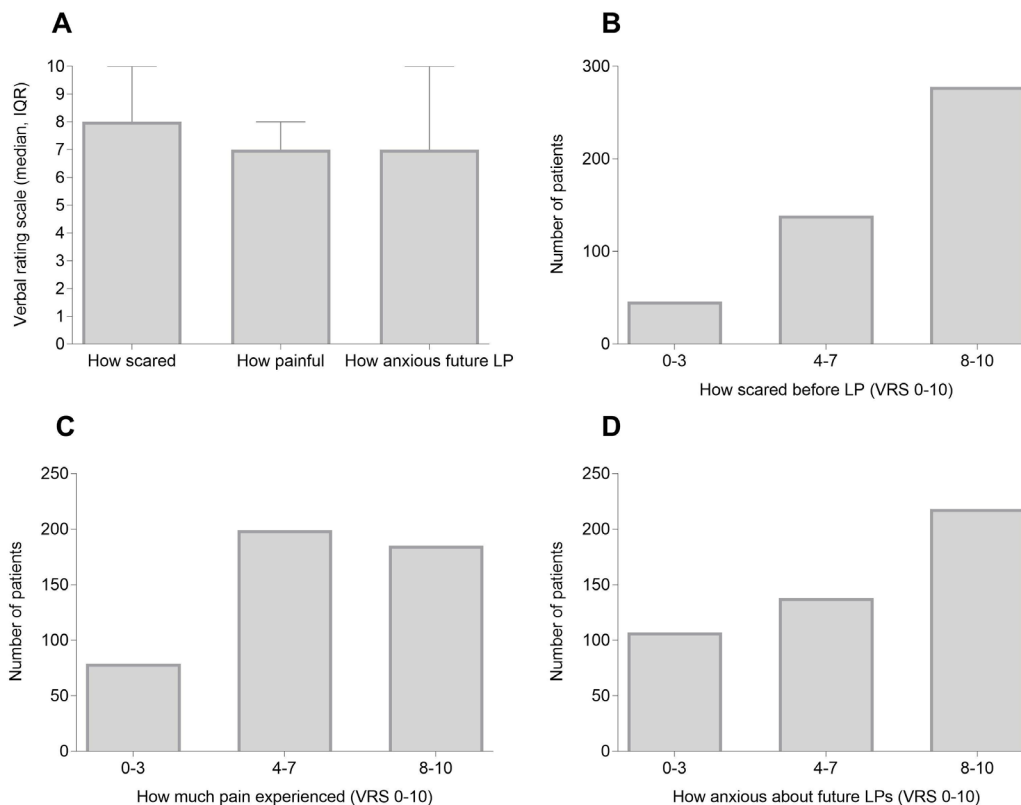 A
Verbal rating scale (median, IQR)
10
9
8
7
6
5
4
3
2
1
0
How scared
How painful
How anxious future LP
B
Number of patients
300
200
100
0
0-3
4-7
8-10
How scared before LP (VRS 0-10)
C
Number of patients
250
200
150
100
50
0
0-3
4-7
8-10
How much pain experienced (VRS 0-10)
D
Number of patients
250
200
150
100
50
0
0-3
4-7
8-10
How anxious about future LPs (VRS 0-10)